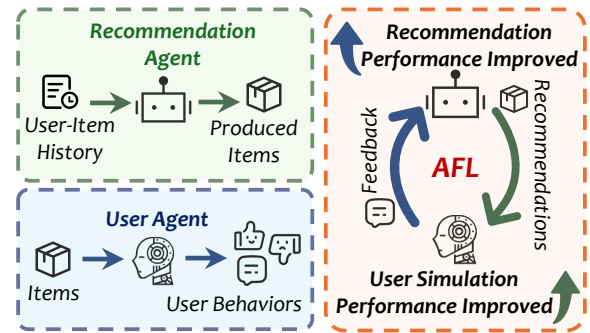 Recommendation
Agent
User-Item
History
Produced
Items
User Agent
Items
User Behaviors
Recommendation
Performance Improved
Feedback
AFL
Recommendations
User Simulation
Performance Improved